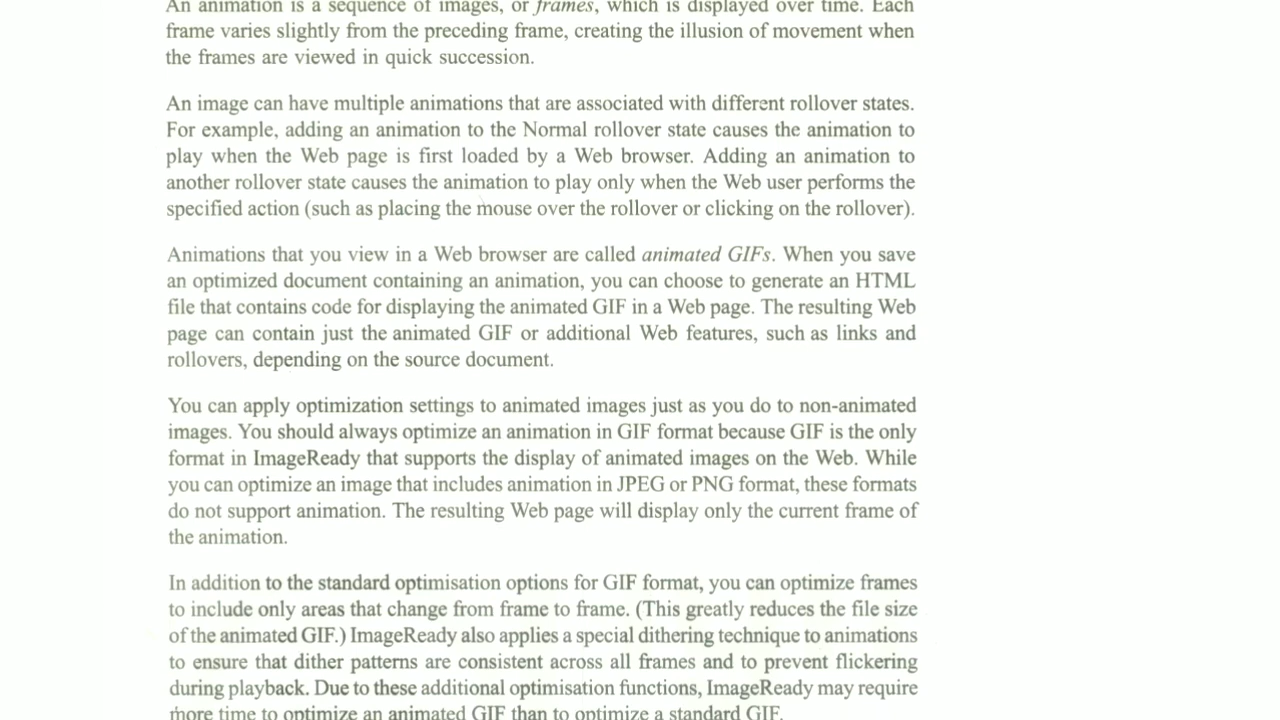 An animation is a sequence of images, or frames, which is displayed over time. Each
frame varies slightly from the preceding frame, creating the illusion of movement when
the frames are viewed in quick succession.
An image can have multiple animations that are associated with different rollover states.
For example, adding an animation to the Normal rollover state causes the animation to
play when the Web page is first loaded by a Web browser. Adding an animation to
another rollover state causes the animation to play only when the Web user performs the
specified action (such as placing the mouse over the rollover or clicking on the rollover).
Animations that you view in a Web browser are called animated GIFs. When you save
an optimized document containing an animation, you can choose to generate an HTML
file that contains code for displaying the animated GIF in a Web page. The resulting Web
page can contain just the animated GIF or additional Web features, such as links and
rollovers, depending on the source document.
You can apply optimization settings to animated images just as you do to non-animated
images. You should always optimize an animation in GIF format because GIF is the only
format in ImageReady that supports the display of animated images on the Web. While
you can optimize an image that includes animation in JPEG or PNG format, these formats
do not support animation. The resulting Web page will display only the current frame of
the animation.
In addition to the standard optimisation options for GIF format, you can optimize frames
to include only areas that change from frame to frame. (This greatly reduces the file size
of the animated GIF.) ImageReady also applies a special dithering technique to animations
to ensure that dither patterns are consistent across all frames and to prevent flickering
during playback. Due to these additional optimisation functions, ImageReady may require
more time to optimize an animated GIF than to optimize a standard GIF.